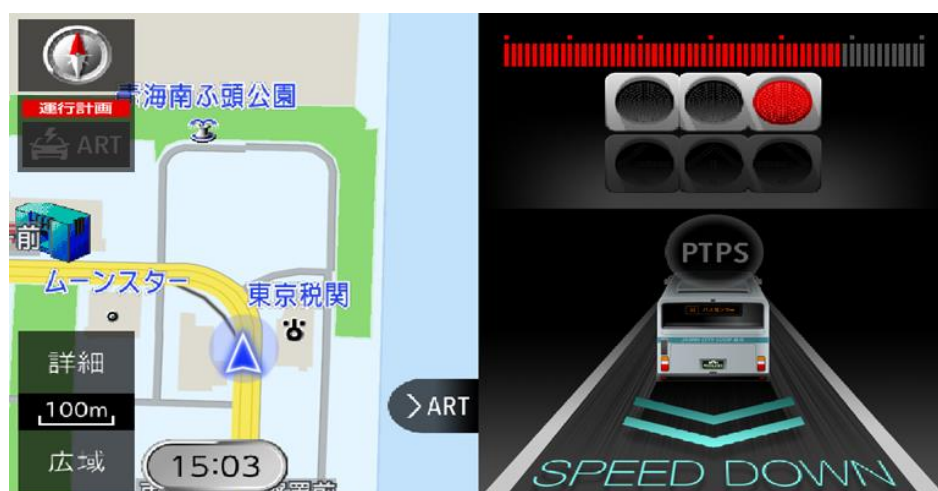 運行計画
ART
青海南ふ頭公園
前
ムーンスター
東京税関
詳細
100m
広域
15:03
>ART
PTPS
SPEED DOWN